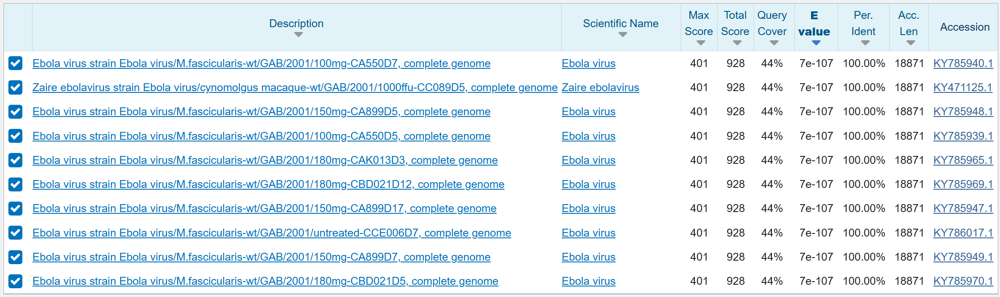 Description Scientific Name Max Score Total Score Query Cover E value Per. Ident Acc. Len Accession
Ebola virus strain Ebola virus/M.fascicularis-wt/GAB/2001/100mg-CA550D7, complete genome Ebola virus 401 928 44% 7e-107 100.00% 18871 KY785940.1
Zaire ebolavirus strain Ebola virus/cynomolgus macaque-wt/GAB/2001/1000ffu-CC089D5, complete genome Zaire ebolavirus 401 928 44% 7e-107 100.00% 18871 KY471125.1
Ebola virus strain Ebola virus/M.fascicularis-wt/GAB/2001/150mg-CA899D5, complete genome Ebola virus 401 928 44% 7e-107 100.00% 18871 KY785948.1
Ebola virus strain Ebola virus/M.fascicularis-wt/GAB/2001/100mg-CA550D5, complete genome Ebola virus 401 928 44% 7e-107 100.00% 18871 KY785939.1
Ebola virus strain Ebola virus/M.fascicularis-wt/GAB/2001/180mg-CAK013D3, complete genome Ebola virus 401 928 44% 7e-107 100.00% 18871 KY785965.1
Ebola virus strain Ebola virus/M.fascicularis-wt/GAB/2001/180mg-CBD021D12, complete genome Ebola virus 401 928 44% 7e-107 100.00% 18871 KY785969.1
Ebola virus strain Ebola virus/M.fascicularis-wt/GAB/2001/150mg-CA899D17, complete genome Ebola virus 401 928 44% 7e-107 100.00% 18871 KY785947.1
Ebola virus strain Ebola virus/M.fascicularis-wt/GAB/2001/untreated-CCE006D7, complete genome Ebola virus 401 928 44% 7e-107 100.00% 18871 KY786017.1
Ebola virus strain Ebola virus/M.fascicularis-wt/GAB/2001/150mg-CA899D7, complete genome Ebola virus 401 928 44% 7e-107 100.00% 18871 KY785949.1
Ebola virus strain Ebola virus/M.fascicularis-wt/GAB/2001/180mg-CBD021D5, complete genome Ebola virus 401 928 44% 7e-107 100.00% 18871 KY785970.1